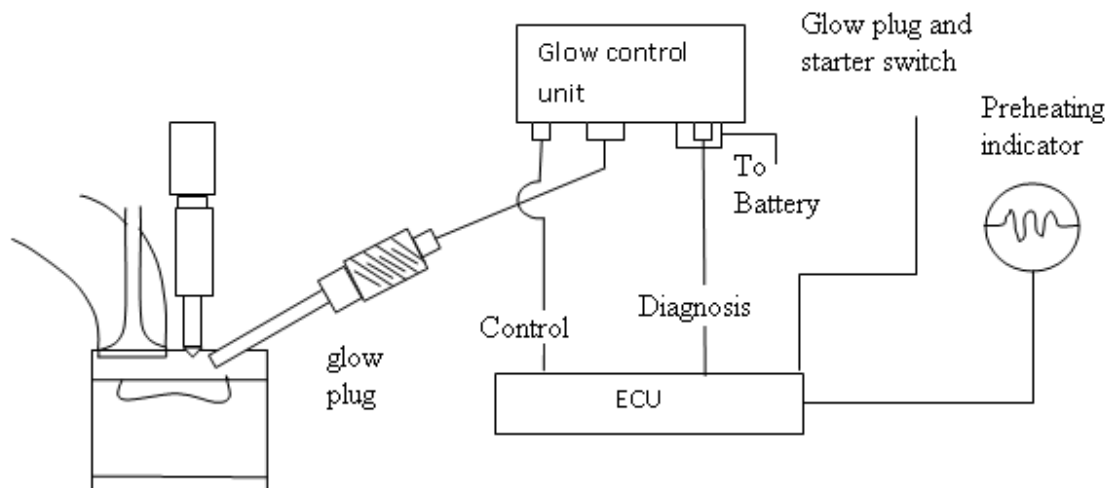 Glow control
unit
Glow plug and
starter switch
Preheating
indicator
To
Battery
Diagnosis
Control
glow
plug
ECU